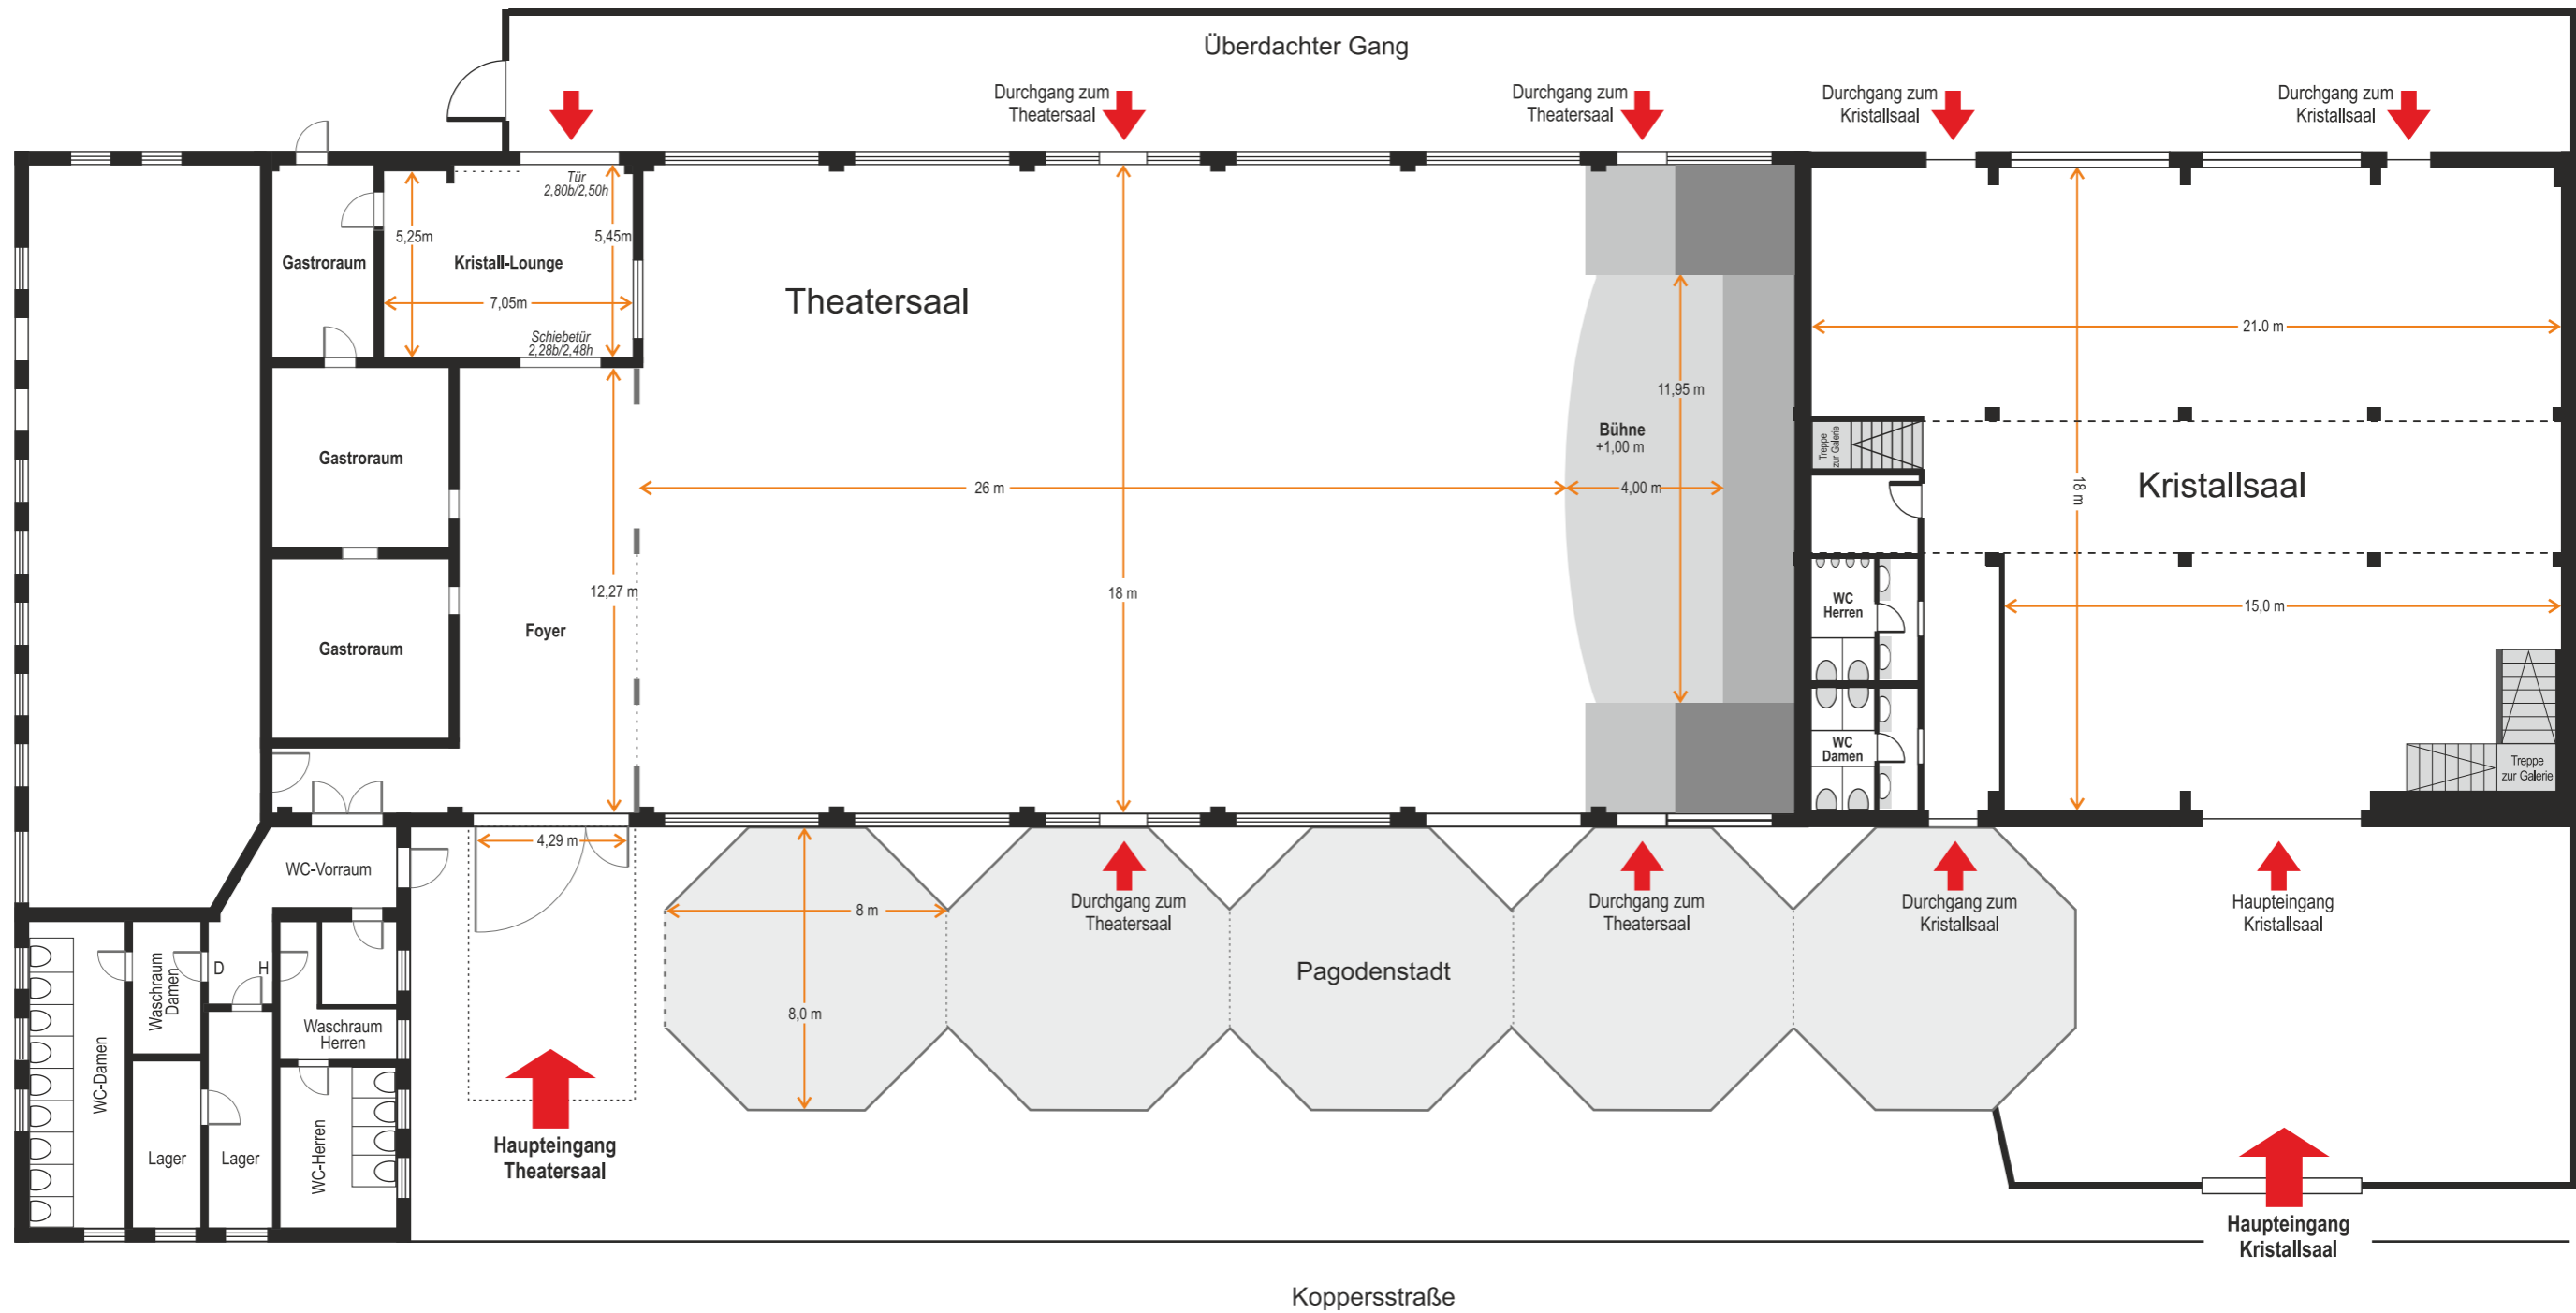 Überdachter Gang
Durchgang zum
Theatersaal
Durchgang zum
Theatersaal
Durchgang zum
Kristallsaal
Durchgang zum
Kristallsaal
Tür
2,80b/2,50h
5,25m
5,45m
Gastroraum
Kristall-Lounge
7,05m
Schiebetür
2,28b/2,48h
Theatersaal
21.0 m
11,95 m
Bühne
+1,00 m
Treppe
zur Galerie
Gastroraum
26 m
4,00 m
18 m
Kristallsaal
12,27 m
18 m
WC
Herren
15,0 m
Foyer
Gastroraum
WC
Damen
Treppe
zur Galerie
4,29 m
WC-Vorraum
8 m
Durchgang zum
Theatersaal
Durchgang zum
Theatersaal
Durchgang zum
Kristallsaal
Haupteingang
Kristallsaal
D
H
Waschraum
Damen
Pagodenstadt
8,0 m
Waschraum
Herren
WC-Damen
Lager
Lager
WC-Herren
Haupteingang
Theatersaal
Haupteingang
Kristallsaal
Koppersstraße